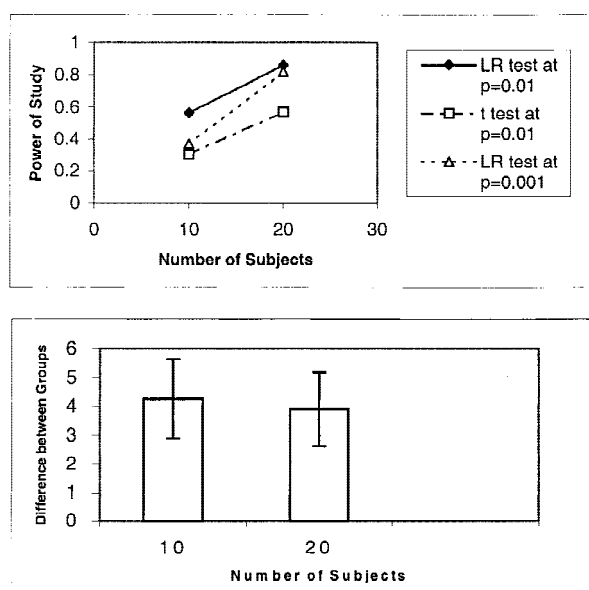 1
0.8
0.6
0.4
0.2
0
Power of Study
0 10 20 30
Number of Subjects
LR test at
p=0.01
t test at
p=0.01
LR test at
p=0.001
6
5
4
3
2
1
0
Difference between Groups
10 20
Number of Subjects